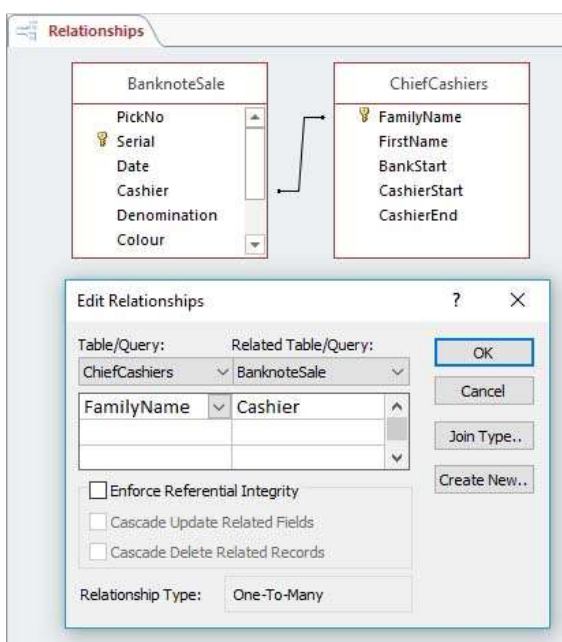 Relationships
BanknoteSale
PickNo
Serial
Date
Cashier
Denomination
Colour
ChiefCashiers
FamilyName
FirstName
BankStart
CashierStart
CashierEnd
Edit Relationships ? X
Table/Query: Related Table/Query:
ChiefCashiers BanknoteSale
FamilyName Cashier
Enforce Referential Integrity
Cascade Update Related Fields
Cascade Delete Related Records
Relationship Type: One-To-Many
OK
Cancel
Join Type..
Create New..